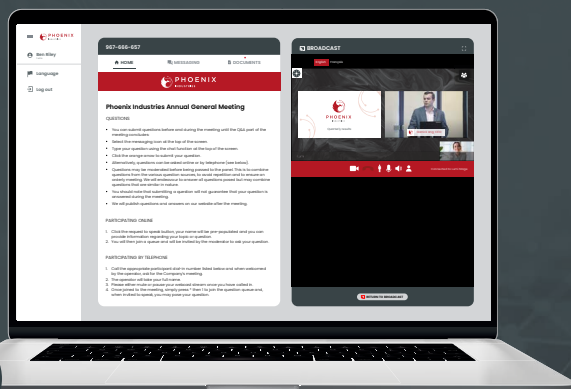 PHOENIX
Ben Riley
Language
Log out
967-666-657
HOME
MESSAGING
DOCUMENTS
PHOENIX
Phoenix Industries Annual General Meeting
QUESTIONS
You can submit questions before and during the meeting until the Q&A part of the
meeting concludes
Select the messaging icon at the top of the screen
Type your question using the chat function at the top of the screen
Click the orange arrow to submit your question
Alternatively, questions can be asked online or by telephone (see below).
Questions may be moderated before being passed to the panel. This is to combine
questions from the various question sources, to avoid repetition and to ensure an
orderly meeting. We will endeavour to answer all questions posed but may combine
questions that are similar in nature.
You should note that submitting a question will not guarantee that your question is
answered during the meeting.
We will publish questions and answers on our website after the meeting.
PARTICIPATING ONLINE
1. Click the request to speak button, your name will be pre-populated and you can
provide information regarding your topic or question.
2. You will then join a queue and will be invited by the moderator to ask your question.
PARTICIPATING BY TELEPHONE
1. Call the appropriate participant dial-in number listed below and when welcomed
by the operator, ask for the Company's meeting.
2. The operator will take your full name.
3. Please either mute or pause your webcast stream once you have called in.
4. Once joined to the meeting, simply press * then 1 to join the question queue and,
when invited to speak, you may pose your question.
BROADCAST
English
PHOENIX
RETURN TO BROADCAST